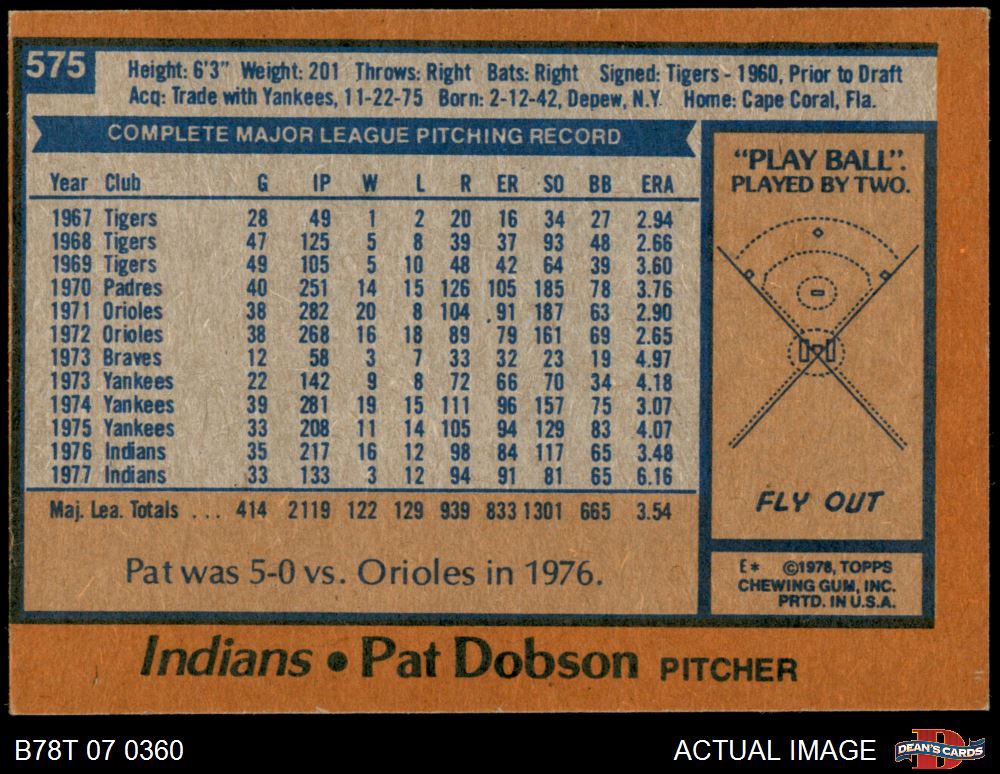 575
Height: 6'3" Weight: 201 Throws: Right Bats: Right Signed: Tigers - 1960, Prior to Draft
Acq: Trade with Yankees, 11-22-75 Born: 2-12-42, Depew, N.Y. Home: Cape Coral, Fla.
COMPLETE MAJOR LEAGUE PITCHING RECORD
Year Club G IP W L R ER SO BB ERA
1967 Tigers 28 49 1 2 20 16 34 27 2.94
1968 Tigers 47 125 5 8 39 37 93 48 2.66
1969 Tigers 49 105 5 10 48 42 64 39 3.60
1970 Padres 40 251 14 15 126 105 185 78 3.76
1971 Orioles 38 282 20 8 104 91 187 63 2.90
1972 Orioles 38 268 16 18 89 79 161 69 2.65
1973 Braves 12 58 3 7 33 32 23 19 4.97
1973 Yankees 22 142 9 8 72 66 70 34 4.18
1974 Yankees 39 281 19 15 111 96 157 75 3.07
1975 Yankees 33 208 11 14 105 94 129 83 4.07
1976 Indians 35 217 16 12 98 84 117 65 3.48
1977 Indians 33 133 3 12 94 91 81 65 6.16
Maj. Lea. Totals ... 414 2119 122 129 939 833 1301 665 3.54
Pat was 5-0 vs. Orioles in 1976.
"PLAY BALL".
PLAYED BY TWO.
FLY OUT
E* ©1978, TOPPS
CHEWING GUM, INC.
PRTD. IN U.S.A.
Indians • Pat Dobson PITCHER
B78T 07 0360
ACTUAL IMAGE
D
DEAN'S CARDS